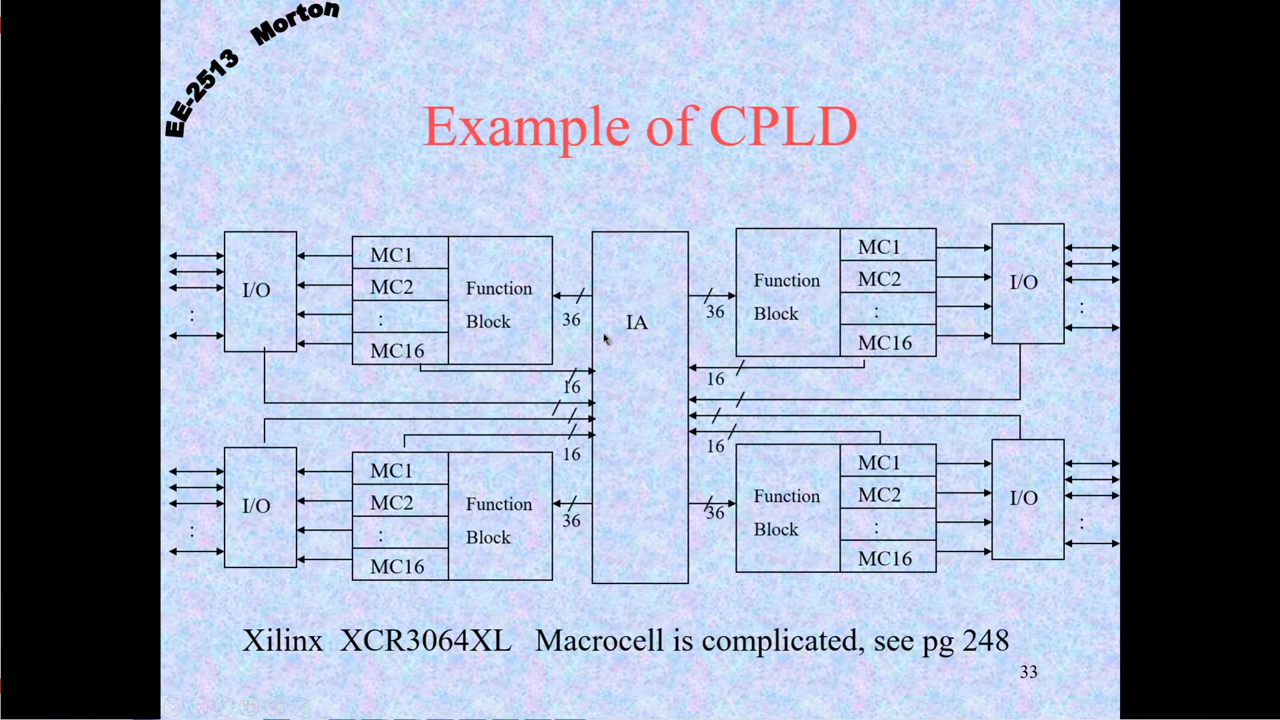 EE-2513 Morton
Example of CPLD
I/O
MC1
MC2
:
MC16
Function
Block
36
16
IA
36
16
Function
Block
MC1
MC2
:
MC16
I/O
:
:
I/O
MC1
MC2
:
MC16
Function
Block
16
36
16
36
Function
Block
MC1
MC2
:
MC16
I/O
:
:
Xilinx XCR3064XL Macrocell is complicated, see pg 248
33